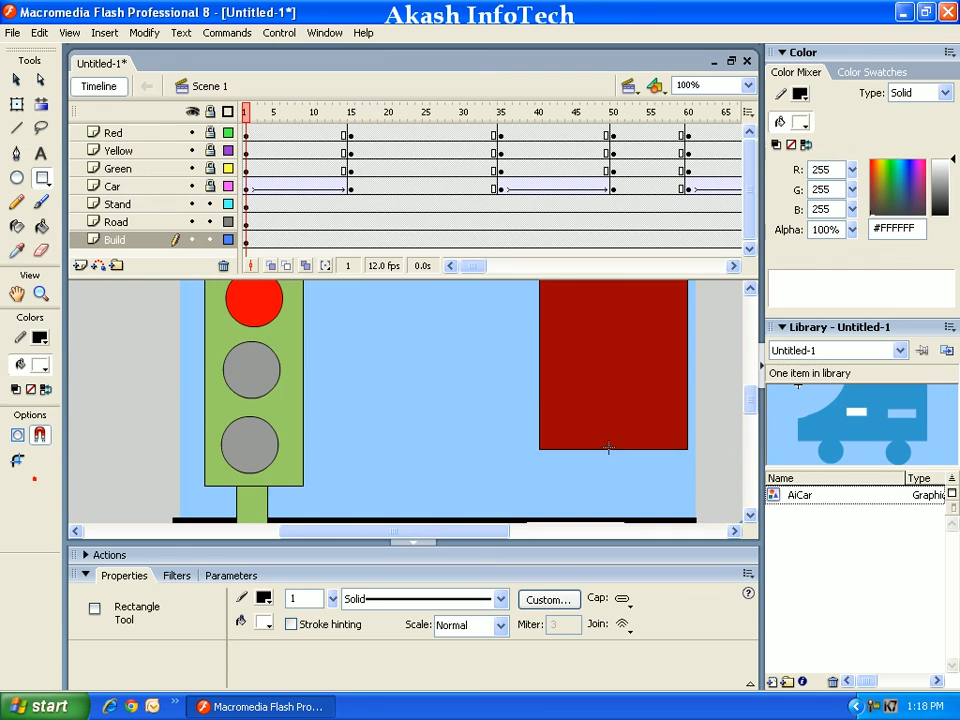 Macromedia Flash Professional 8 - [Untitled-1*]
Akash InfoTech
File Edit View Insert Modify Text Commands Control Window Help
Tools
Untitled-1*
Timeline
Scene 1
100%
1 5 10 15 20 25 30 35 40 45 50 55 60 65
Red
Yellow
Green
Car
Stand
Road
Build
1 12.0 fps 0.0s
View
Colors
Options
Color
Color Mixer Color Swatches
Type: Solid
R: 255
G: 255
B: 255
Alpha: 100% #FFFFFF
Library - Untitled-1
Untitled-1
One item in library
Name Type
AiCar Graphic
Actions
Properties Filters Parameters
Rectangle
Tool
1 Solid Custom... Cap:
Stroke hinting Scale: Normal Miter: 3 Join:
start
Macromedia Flash Pro...
1:18 PM